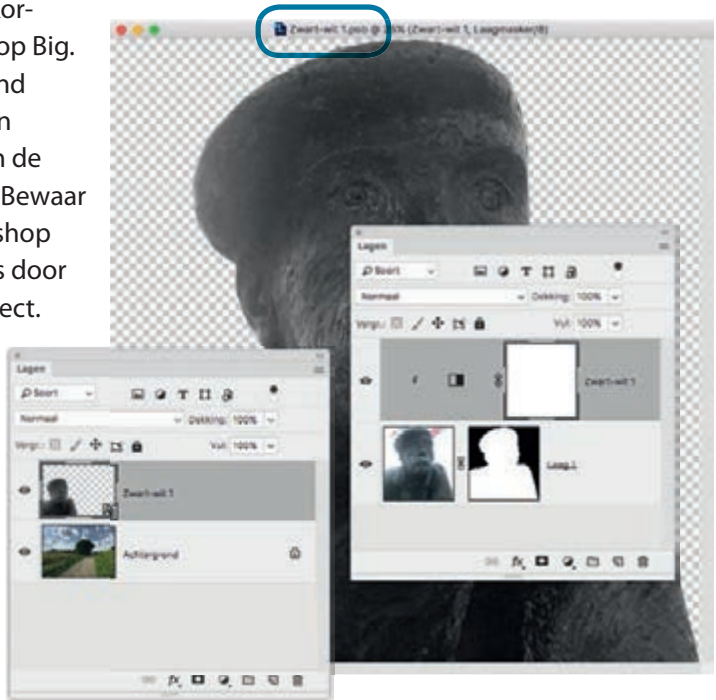 kor-
op Big.
nd
n
n de
Bewaar
shop
s door
ect.
Zwart-wit 1.psb @ (Zwart-wit 1, Laagmasker/8)
Lagen
Soort
Normaal
Dekking: 100%
Vergr.:
Vul: 100%
Zwart-wit 1
Laag 1
Lagen
Soort
Normaal
Dekking: 100%
Vergr.:
Vul: 100%
Zwart-wit 1
Achtergrond